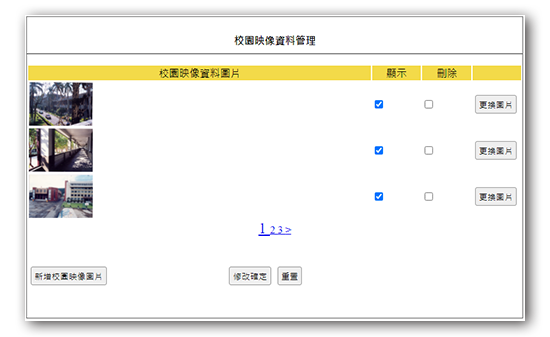 校園映像資料管理
校園映像資料圖片 顯示 刪除
更換圖片
更換圖片
更換圖片
1 2 3 >
新增校園映像圖片 修改確定 重置